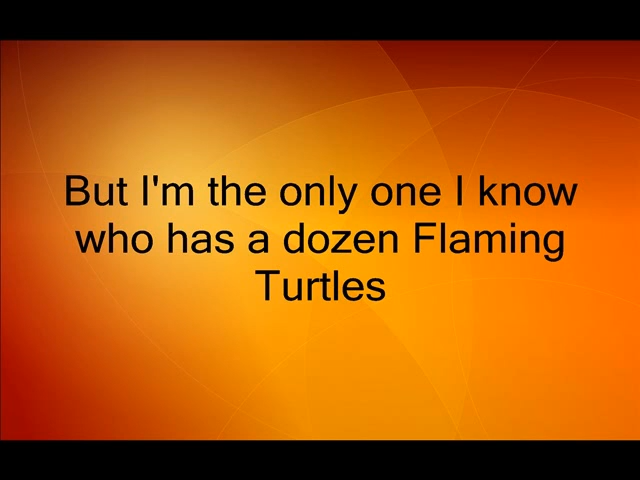 But I'm the only one I know
who has a dozen Flaming
Turtles